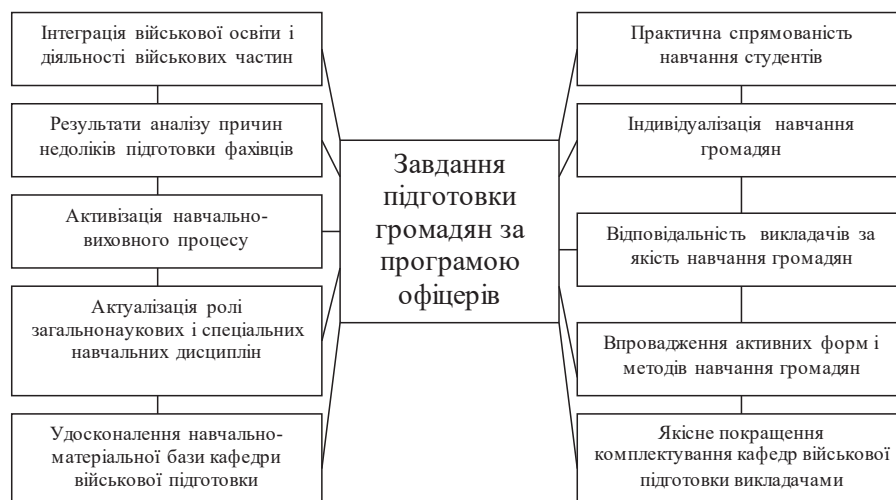 Інтеграція військової освіти і
діяльності військових частин
Результати аналізу причин
недоліків підготовки фахівців
Активізація навчально-
виховного процесу
Актуалізація ролі
загальнонаукових і спеціальних
навчальних дисциплін
Удосконалення навчально-
матеріальної бази кафедри
військової підготовки
Завдання
підготовки
громадян за
програмою
офіцерів
Практична спрямованість
навчання студентів
Індивідуалізація навчання
громадян
Відповідальність викладачів за
якість навчання громадян
Впровадження активних форм і
методів навчання громадян
Якісне покращення
комплектування кафедр військової
підготовки викладачами